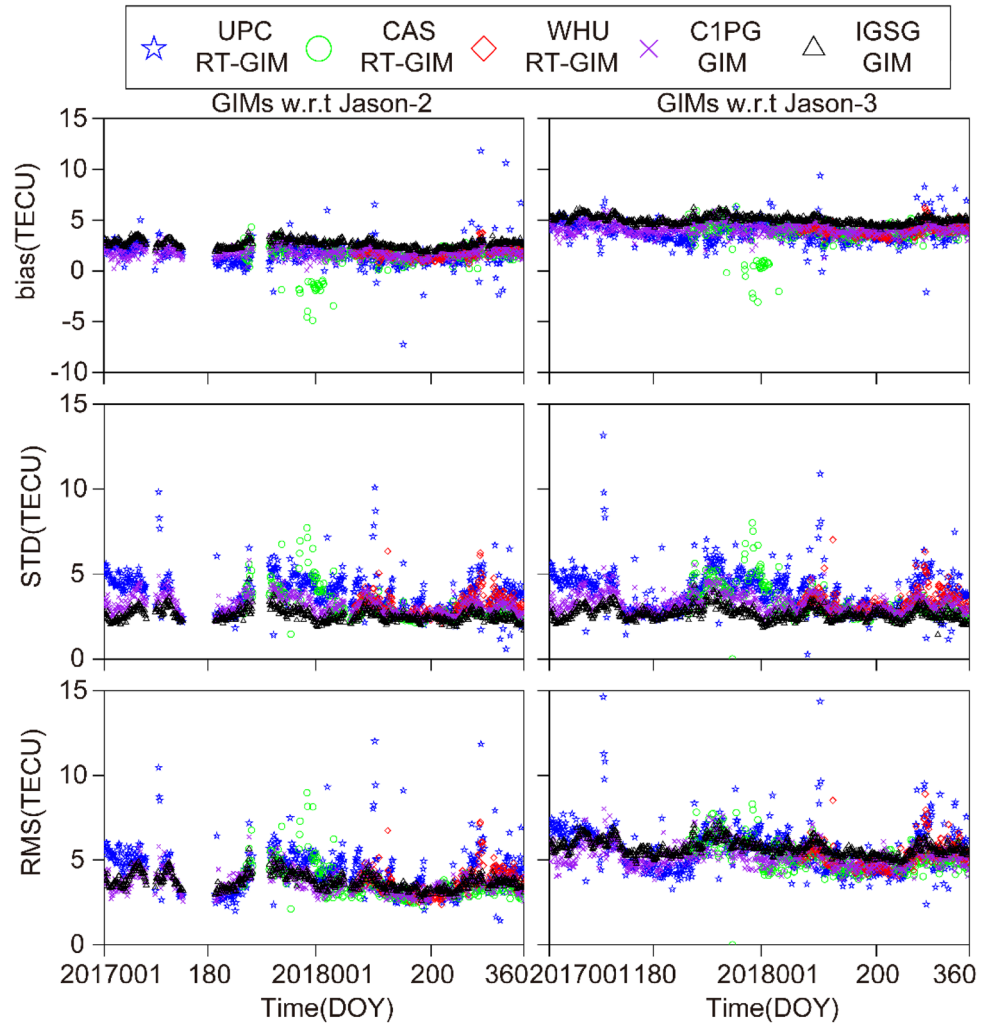 UPC CAS WHU C1PG IGSG
RT-GIM RT-GIM RT-GIM GIM GIM
GIMs w.r.t Jason-2 GIMs w.r.t Jason-3
15
10
5
0
-5
-10
bias(TECU)
15
10
5
0
STD(TECU)
15
10
5
0
RMS(TECU)
2017001 180 2018001 200 360 2017001 180 2018001 200 360
Time(DOY) Time(DOY)